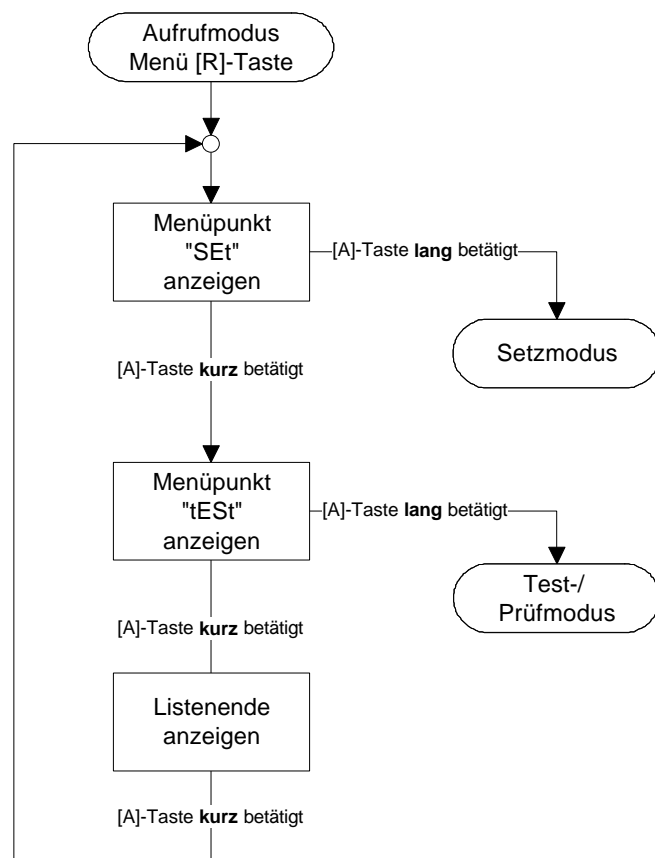 Aufrufmodus
Menü [R]-Taste
Menüpunkt
"SEt"
anzeigen
[A]-Taste lang betätigt
Setzmodus
[A]-Taste kurz betätigt
Menüpunkt
"tESt"
anzeigen
[A]-Taste lang betätigt
Test-/
Prüfmodus
[A]-Taste kurz betätigt
Listenende
anzeigen
[A]-Taste kurz betätigt